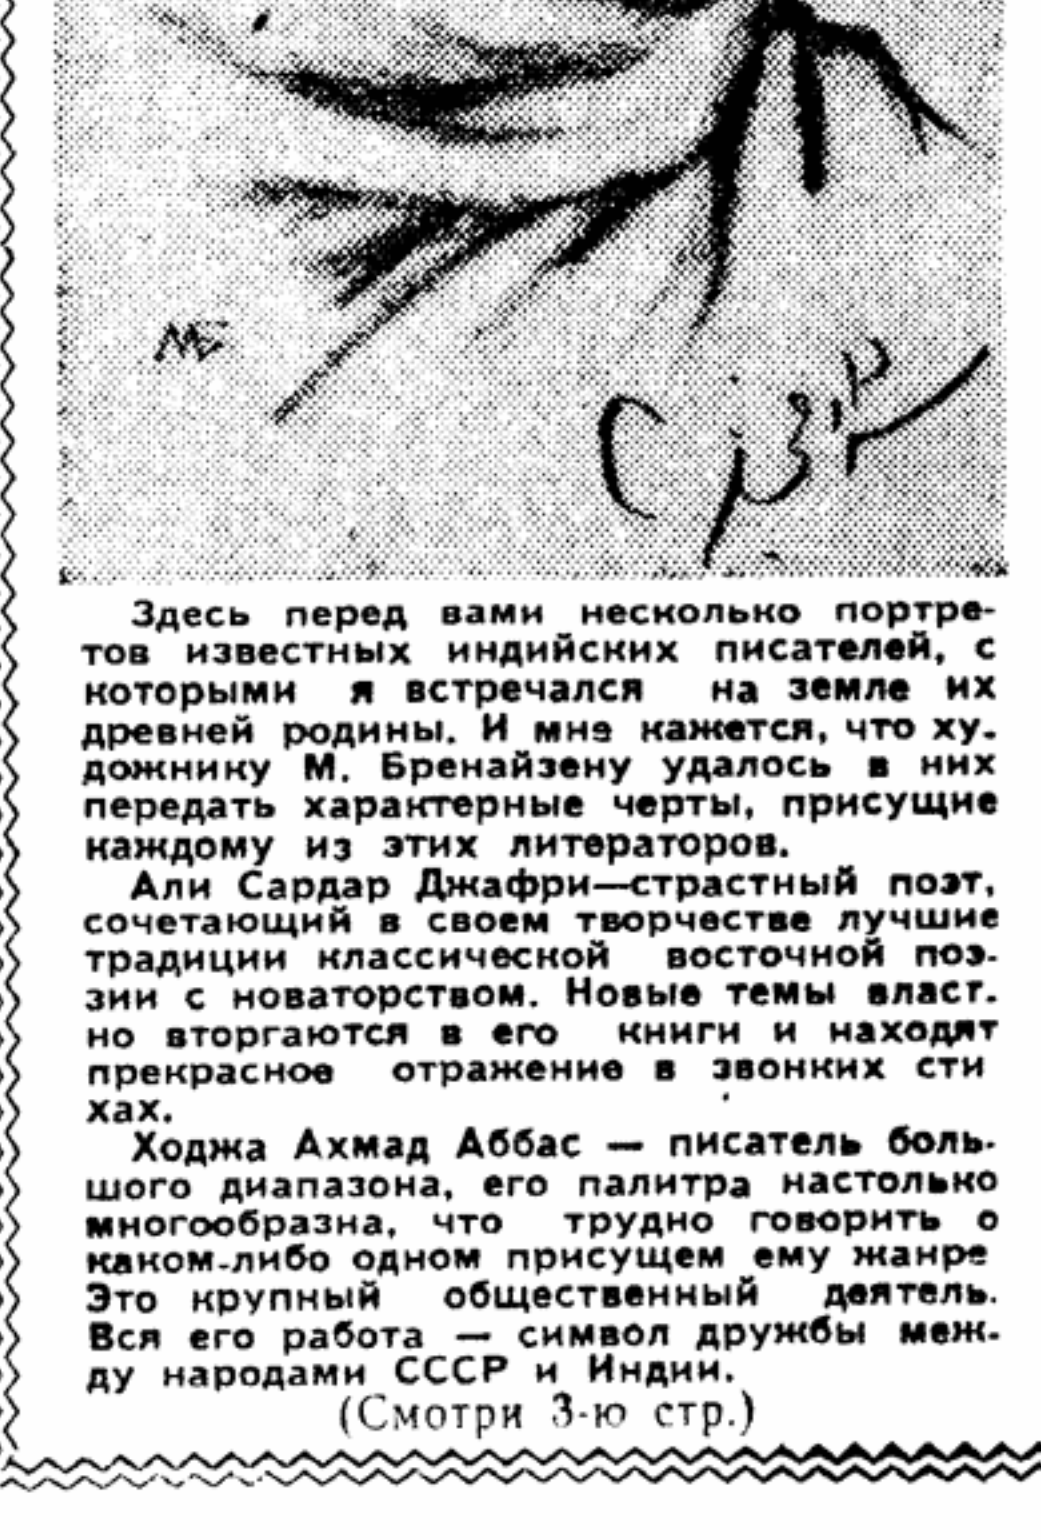 МБ
Здесь перед вами несколько портре-
тов известных индийских писателей, с
которыми я встречался на земле их
древней родины. И мне кажется, что ху-
дожнику М. Бренайзену удалось в них
передать характерные черты, присущие
каждому из этих литераторов.
Али Сардар Джафри—страстный поэт,
сочетающий в своем творчестве лучшие
традиции классической восточной поэ-
зии с новаторством. Новые темы власт-
но вторгаются в его книги и находят
прекрасное отражение в звонких сти
хах.
Ходжа Ахмад Аббас — писатель боль-
шого диапазона, его палитра настолько
многообразна, что трудно говорить о
каком-либо одном присущем ему жанре
Это крупный общественный деятель.
Вся его работа — символ дружбы меж-
ду народами СССР и Индии.
(Смотри 3-ю стр.)